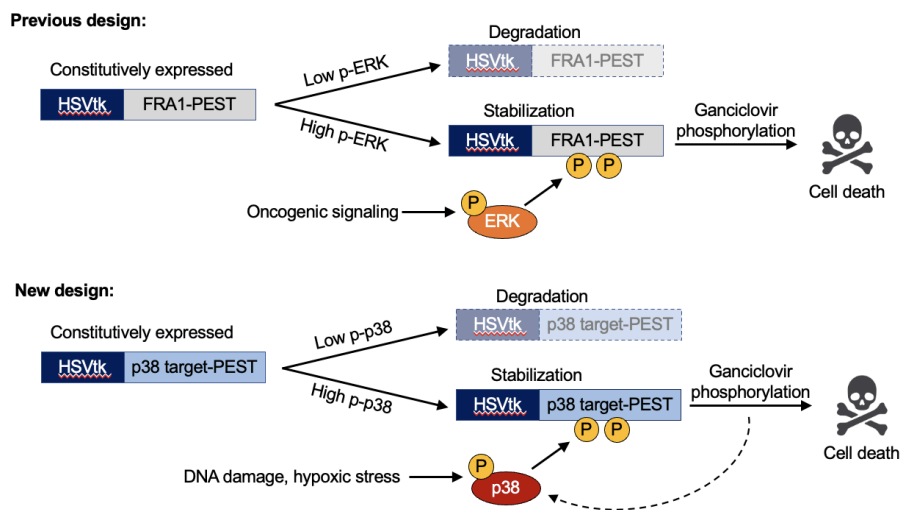 Previous design:
Degradation
Constitutively expressed
Low p-ERK
HSVtk FRA1-PEST
HSVtk FRA1-PEST
High p-ERK
Stabilization
HSVtk FRA1-PEST
Ganciclovir
phosphorylation
P P
Cell death
Oncogenic signaling
P
ERK
New design:
Degradation
Constitutively expressed
Low p-p38
HSVtk p38 target-PEST
HSVtk p38 target-PEST
High p-p38
Stabilization
HSVtk p38 target-PEST
Ganciclovir
phosphorylation
P P
Cell death
DNA damage, hypoxic stress
P
p38